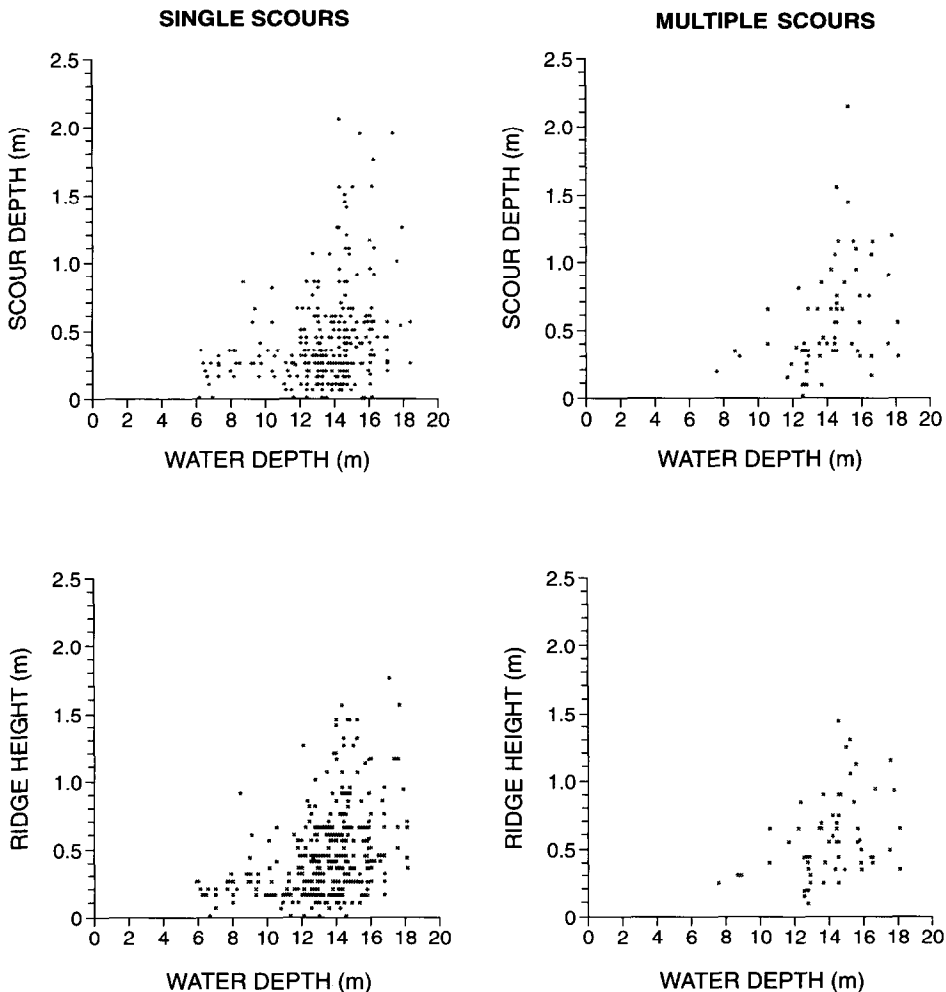 SINGLE SCOURS
MULTIPLE SCOURS
2.5
2.0
1.5
1.0
0.5
0
SCOUR DEPTH (m)
0 2 4 6 8 10 12 14 16 18 20
WATER DEPTH (m)
2.5
2.0
1.5
1.0
0.5
0
SCOUR DEPTH (m)
0 2 4 6 8 10 12 14 16 18 20
WATER DEPTH (m)
2.5
2.0
1.5
1.0
0.5
0
RIDGE HEIGHT (m)
0 2 4 6 8 10 12 14 16 18 20
WATER DEPTH (m)
2.5
2.0
1.5
1.0
0.5
0
RIDGE HEIGHT (m)
0 2 4 6 8 10 12 14 16 18 20
WATER DEPTH (m)